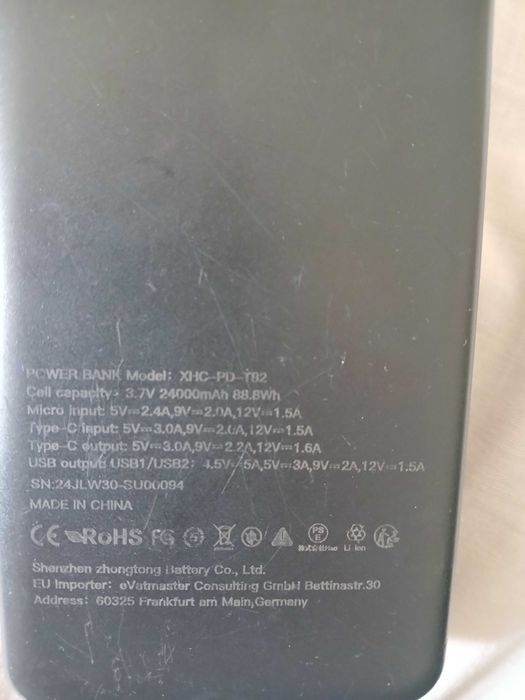 POWER BANK Model: XHC-PD-T82
Cell capacity: 3.7V 24000mAh 88.8Wh
Micro input: 5V⎓2.4A,9V⎓2.0A,12V⎓1.5A
Type-C input: 5V⎓3.0A,9V⎓2.0A,12V⎓1.5A
Type-C output: 5V⎓3.0A,9V⎓2.2A,12V⎓1.6A
USB output: USB1/USB2: 4.5V⎓5A,5V⎓3A,9V⎓2A,12V⎓1.5A
SN:24JLW30-SU00094
MADE IN CHINA
CE RoHS FC PS E
Li-ion
Shenzhen zhongtong Battery Co., Ltd.
EU Importer: eVatmaster Consulting GmbH Bettinastr.30
Address: 60325 Frankfurt am Main,Germany